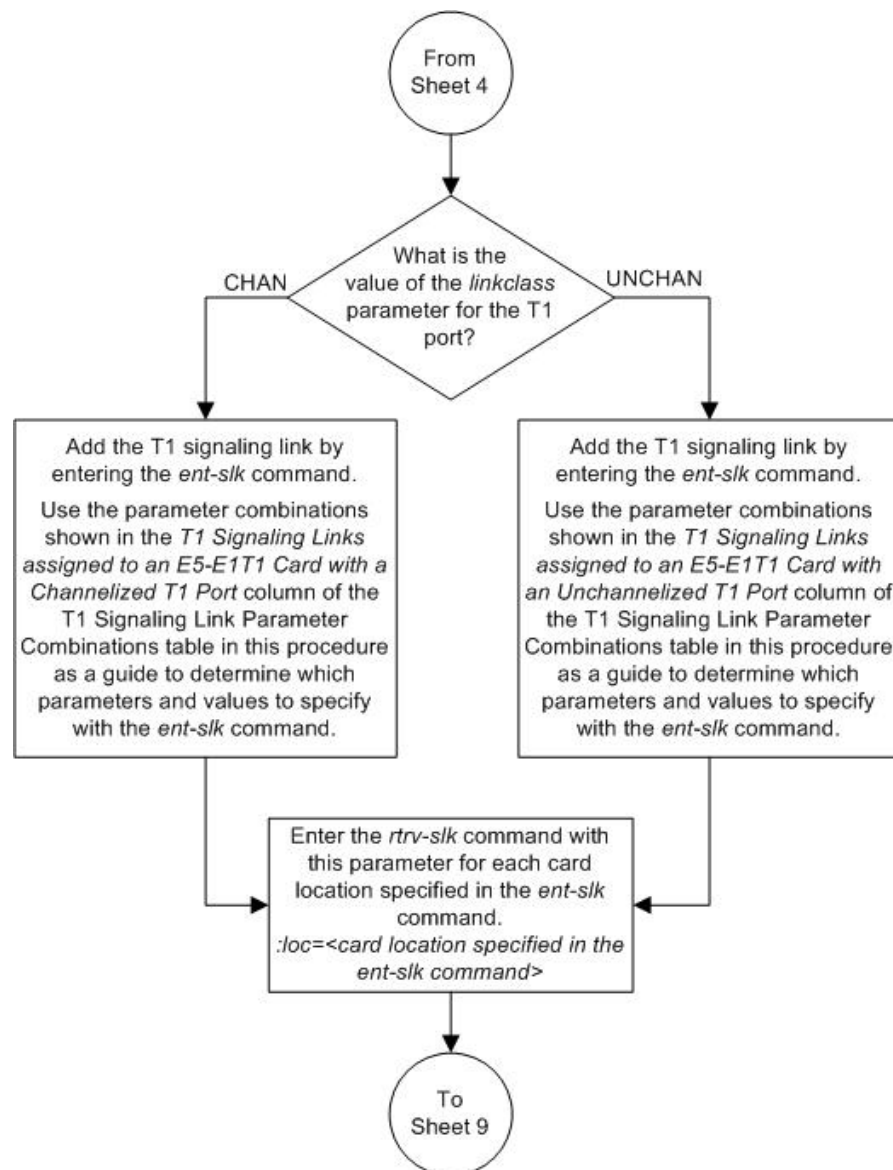 From
Sheet 4
What is the
value of the linkclass
parameter for the T1
port?
CHAN
UNCHAN
Add the T1 signaling link by
entering the ent-slk command.
Use the parameter combinations
shown in the T1 Signaling Links
assigned to an E5-E1T1 Card with a
Channelized T1 Port column of the
T1 Signaling Link Parameter
Combinations table in this procedure
as a guide to determine which
parameters and values to specify
with the ent-slk command.
Add the T1 signaling link by
entering the ent-slk command.
Use the parameter combinations
shown in the T1 Signaling Links
assigned to an E5-E1T1 Card with
an Unchannelized T1 Port column of
the T1 Signaling Link Parameter
Combinations table in this procedure
as a guide to determine which
parameters and values to specify
with the ent-slk command.
Enter the rtrv-slk command with
this parameter for each card
location specified in the ent-slk
command.
:loc=<card location specified in the
ent-slk command>
To
Sheet 9